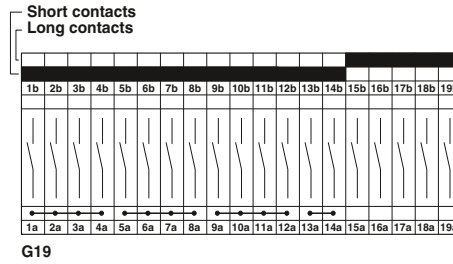 Short contacts
Long contacts
1b 2b 3b 4b 5b 6b 7b 8b 9b 10b 11b 12b 13b 14b 15b 16b 17b 18b
1a 2a 3a 4a 5a 6a 7a 8a 9a 10a 11a 12a 13a 14a 15a 16a 17a 18a
G19